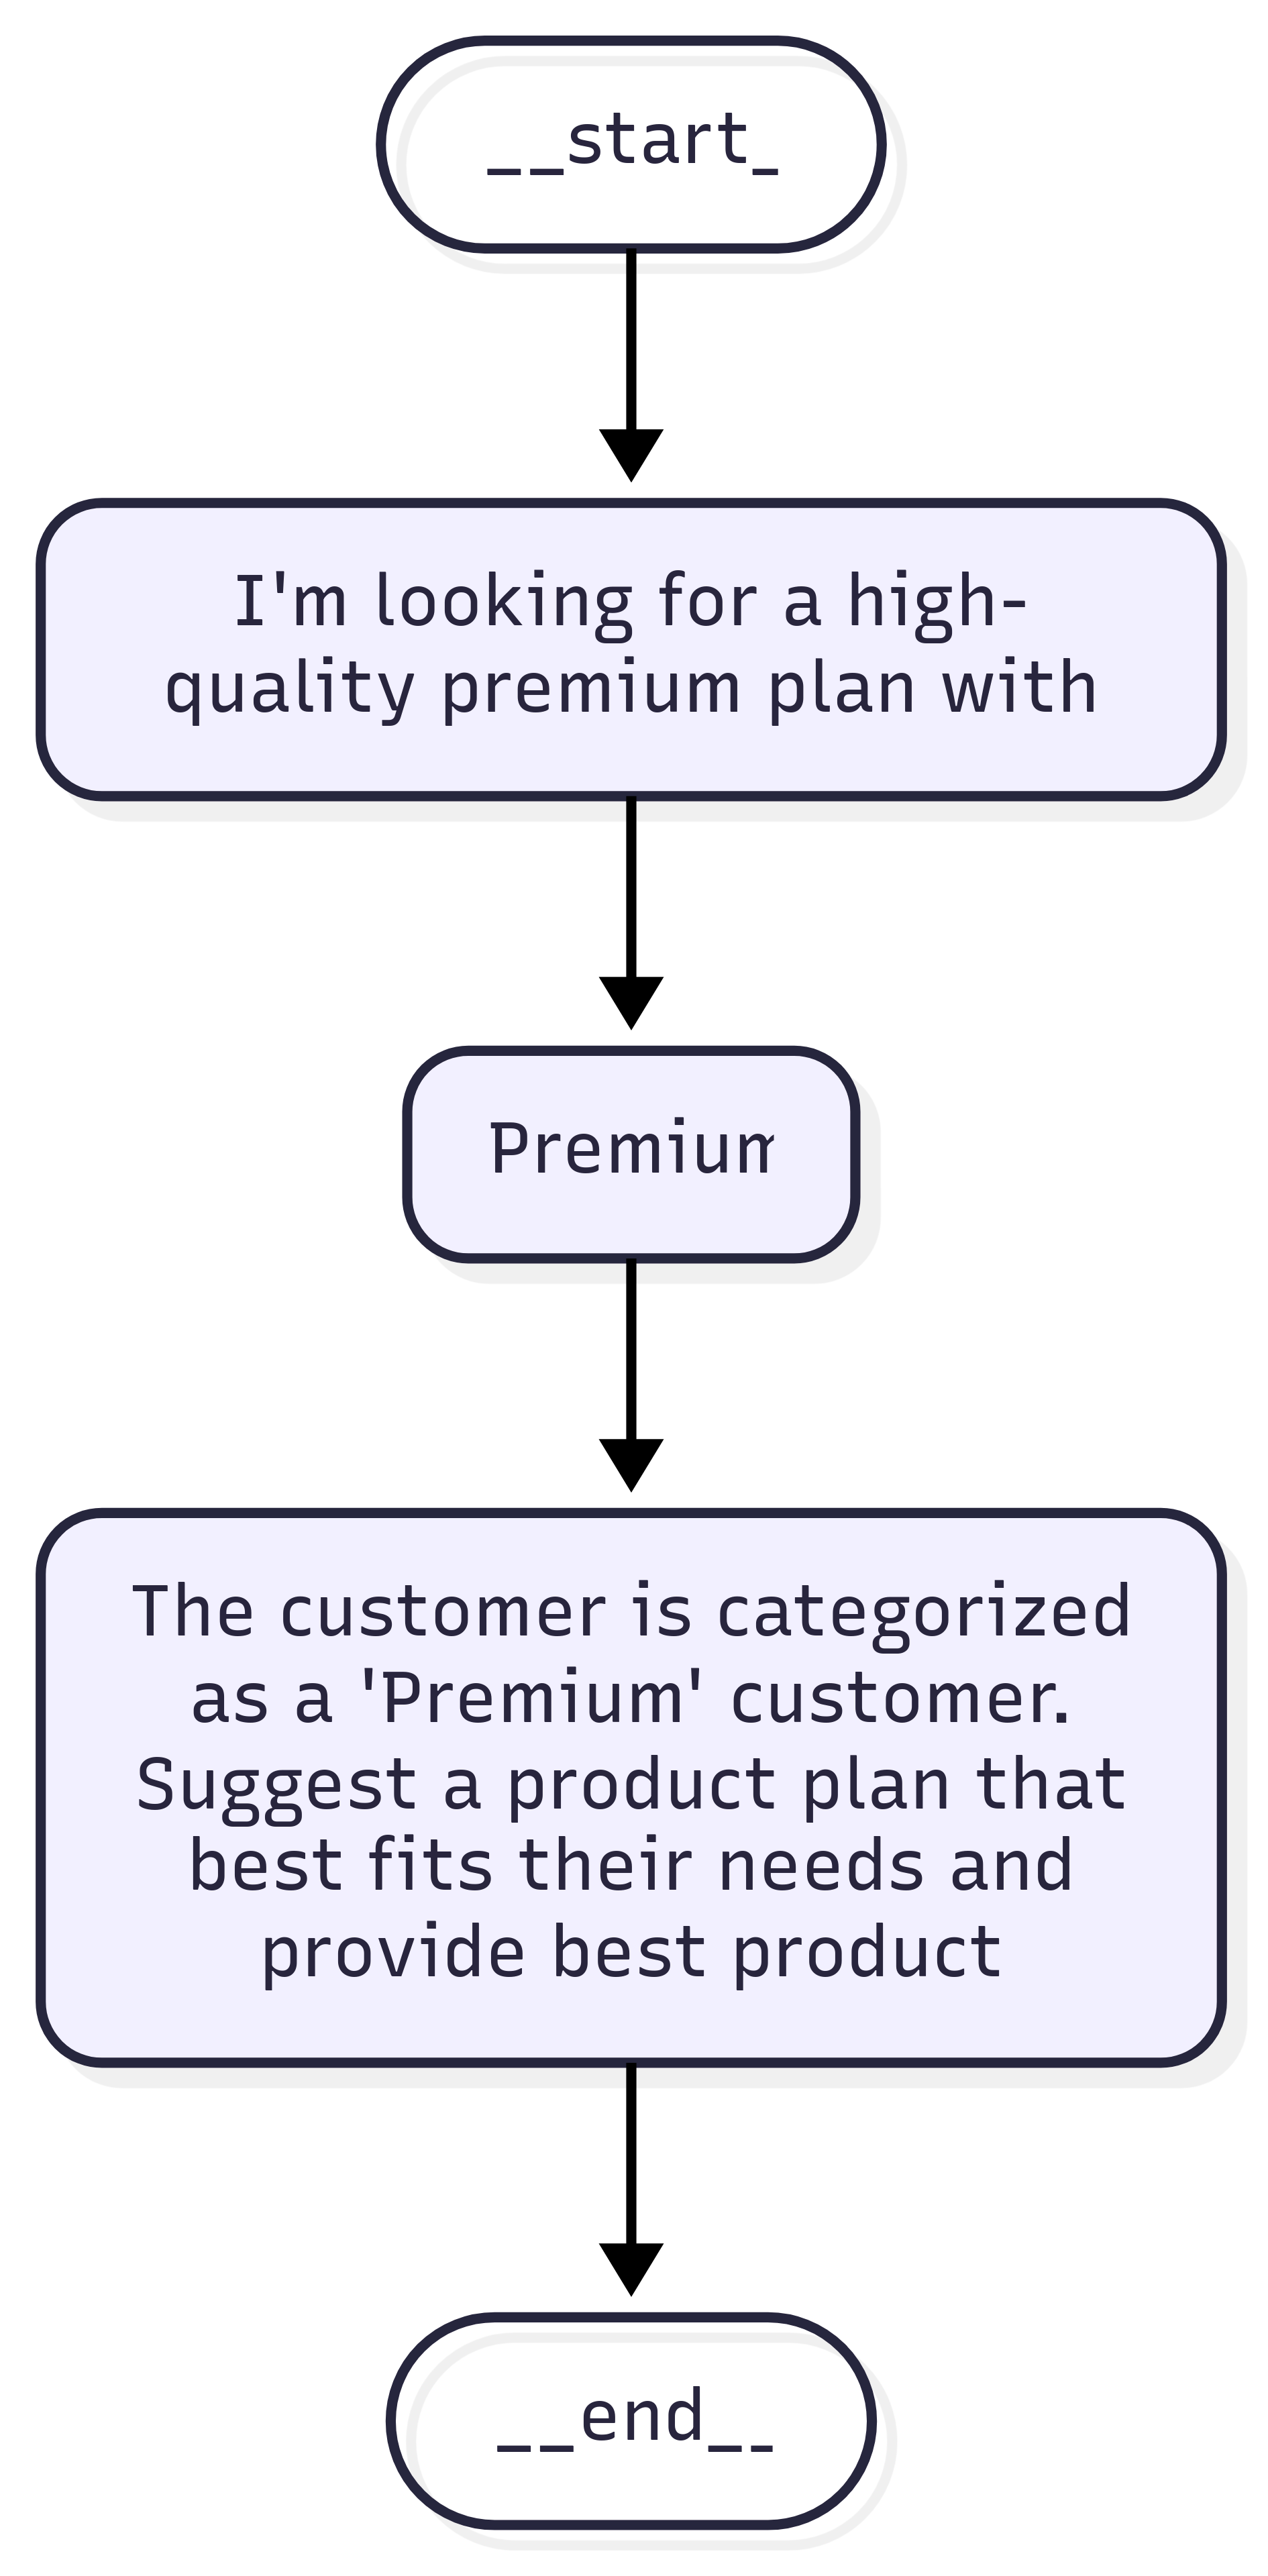 __start_
I'm looking for a high-
quality premium plan with
Premium
The customer is categorized
as a 'Premium' customer.
Suggest a product plan that
best fits their needs and
provide best product
__end__